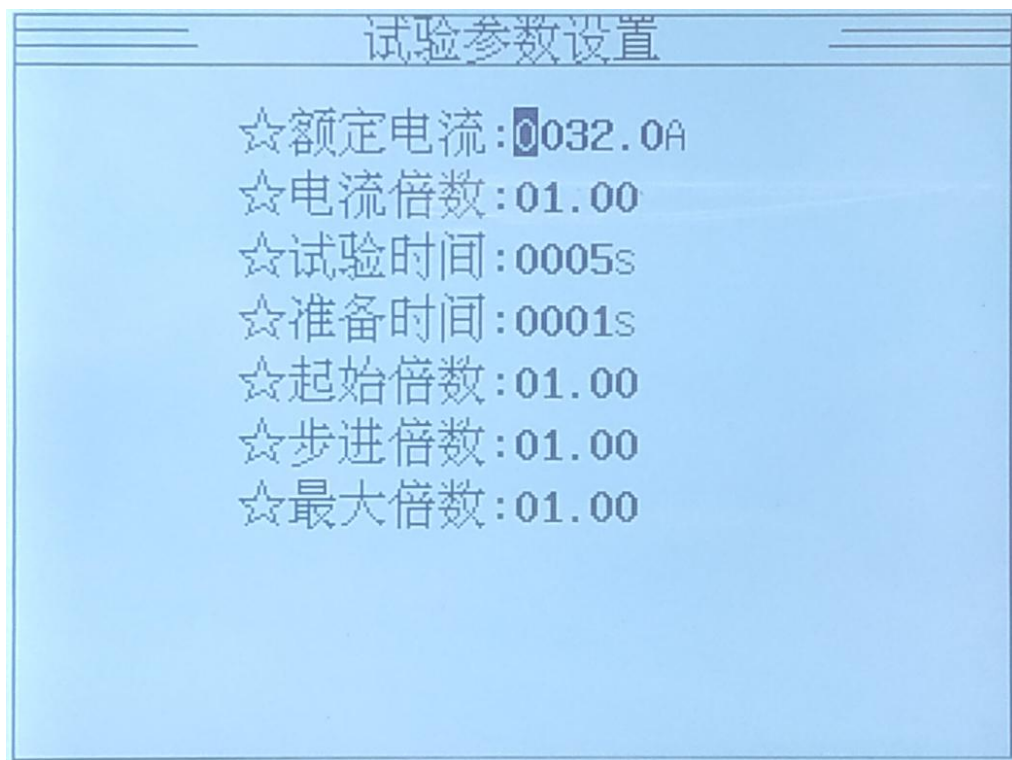 试验参数设置
☆额定电流:0032.0A
☆电流倍数:01.00
☆试验时间:0005s
☆准备时间:0001s
☆起始倍数:01.00
☆步进倍数:01.00
☆最大倍数:01.00